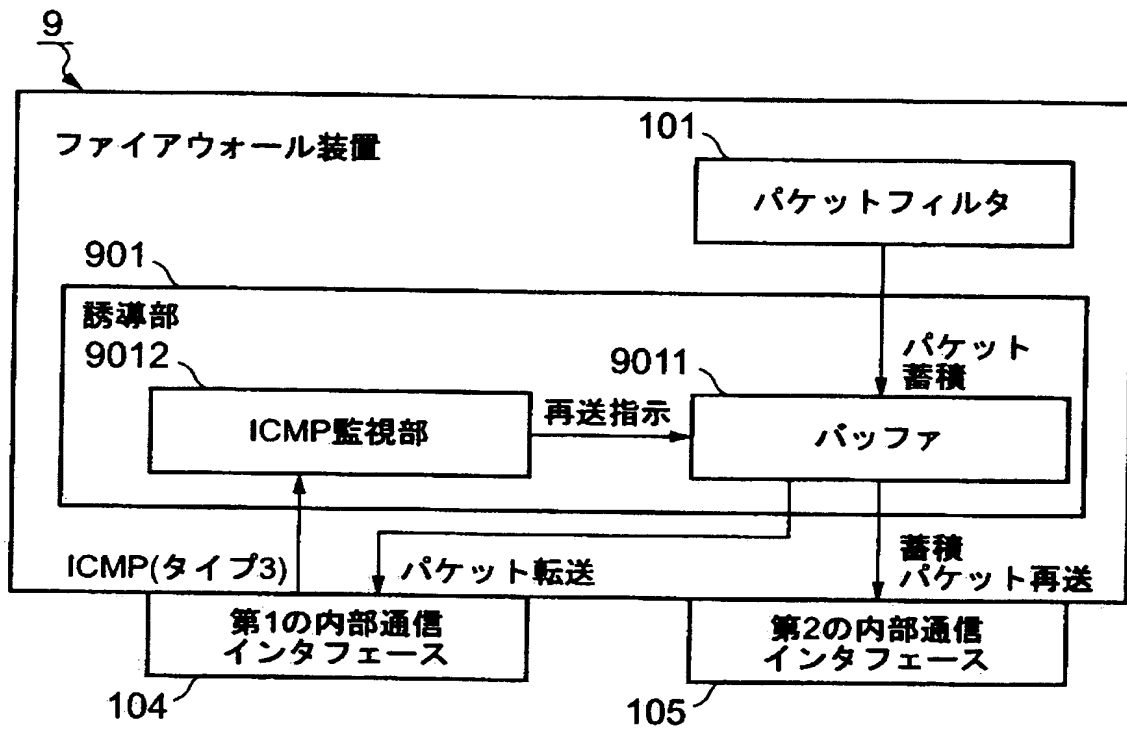 9
ファイアウォール装置
101
パケットフィルタ
901
誘導部
9012
ICMP監視部
再送指示
9011
バッファ
パケット
蓄積
ICMP(タイプ3)
パケット転送
蓄積
パケット再送
第1の内部通信
インタフェース
104
第2の内部通信
インタフェース
105